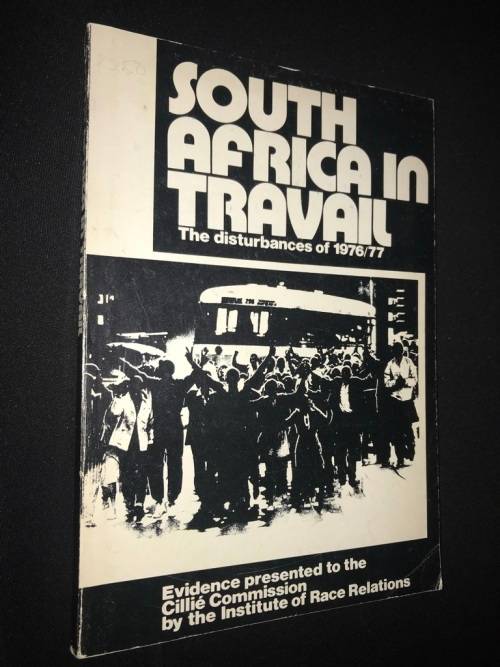 SOUTH
AFRICA IN
TRAVAIL
The disturbances of 1976/77
Evidence presented to the
Cillié Commission
by the Institute of Race Relations